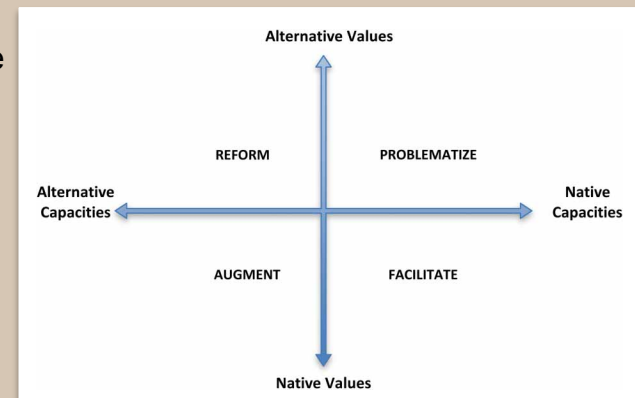 e
Alternative Values
REFORM PROBLEMATIZE
Alternative Native
Capacities Capacities
AUGMENT FACILITATE
Native Values